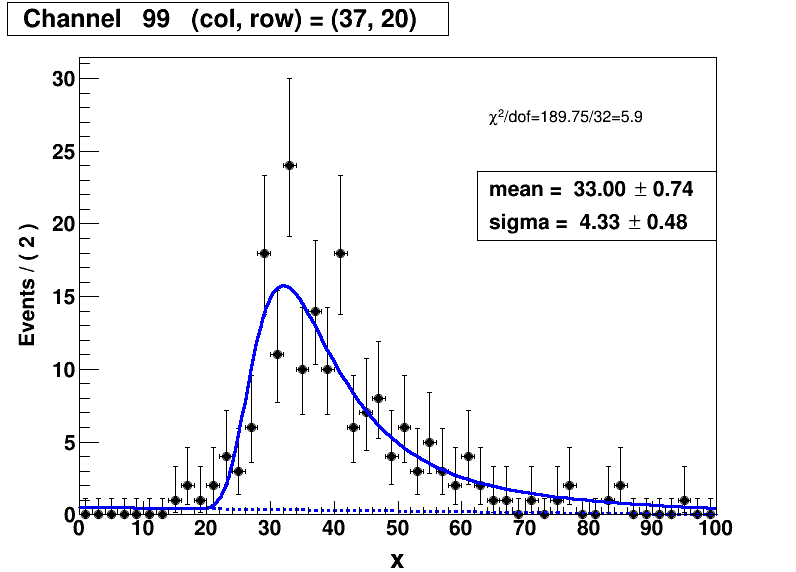 Channel 99 (col, row) = (37, 20)
χ²/dof=189.75/32=5.9
mean = 33.00 ± 0.74
sigma = 4.33 ± 0.48
Events / ( 2 )
30
25
20
15
10
5
0
0 10 20 30 40 50 60 70 80 90 100
x